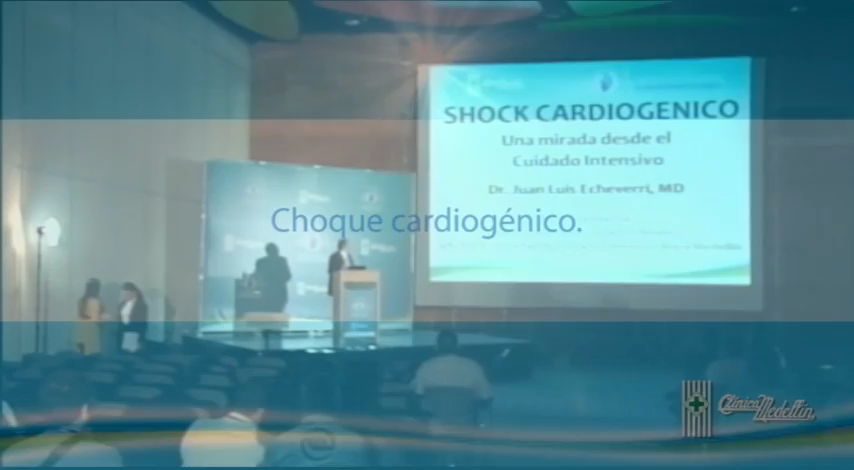 SHOCK CARDIOGENICO
Una mirada desde el
Cuidado Intensivo
Dr. Juan Luis Echeverri, MD
Choque cardiogénico.
Clínica Medellín